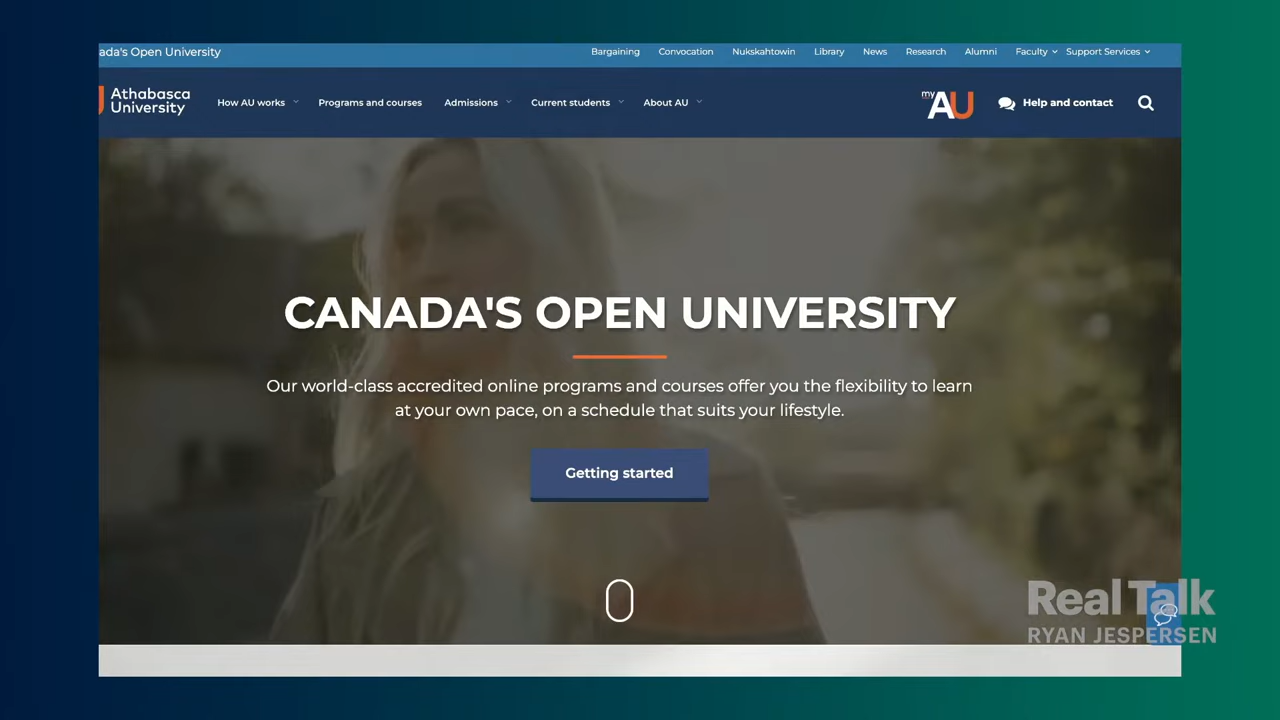 ada's Open University
Bargaining Convocation Nukskahtowin Library News Research Alumni Faculty Support Services
Athabasca
University
How AU works Programs and courses Admissions Current students About AU
my AU
Help and contact
CANADA'S OPEN UNIVERSITY
Our world-class accredited online programs and courses offer you the flexibility to learn
at your own pace, on a schedule that suits your lifestyle.
Getting started
Real Talk
RYAN JESPERSEN